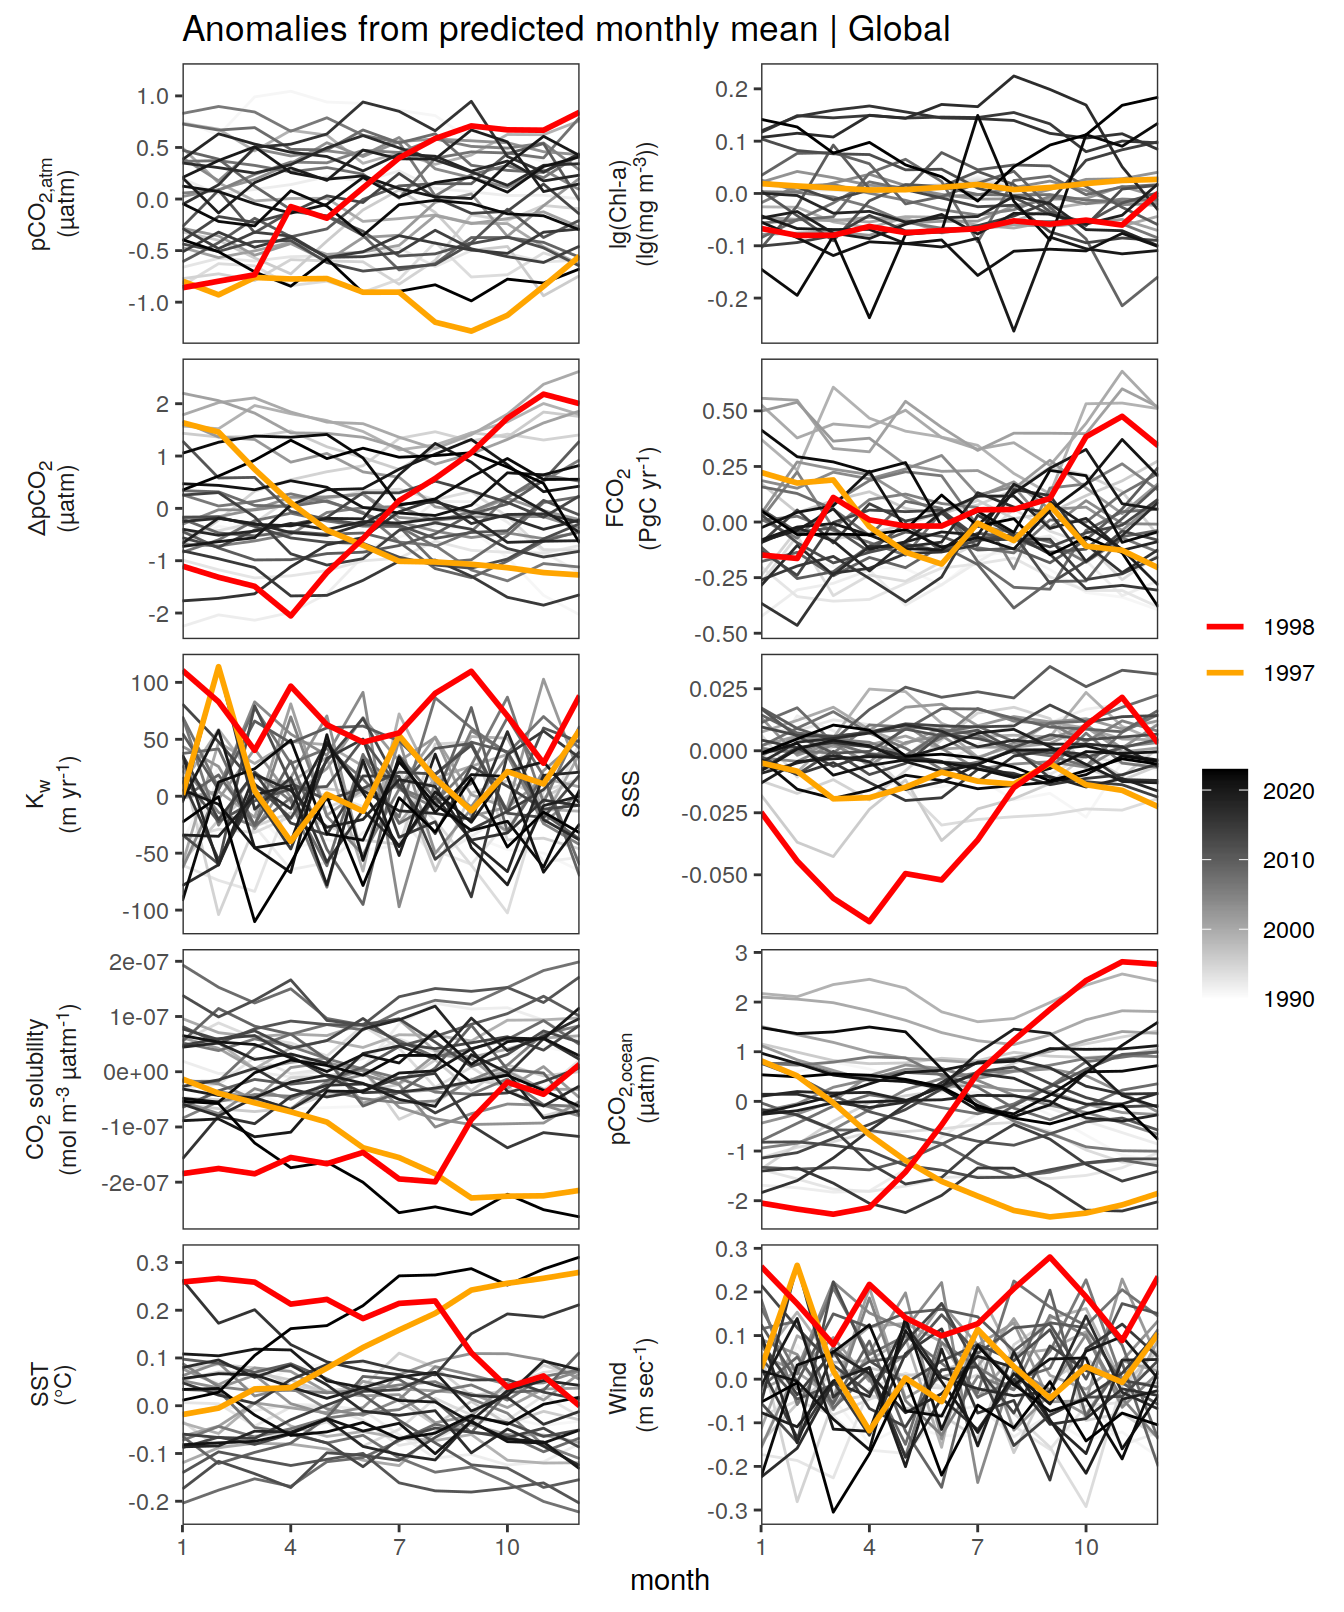 Anomalies from predicted monthly mean | Global
pCO2,atm
(µatm)
1.0
0.5
0.0
-0.5
-1.0
lg(Chl-a)
(lg(mg m-3))
0.2
0.1
0.0
-0.1
-0.2
ΔpCO2
(µatm)
2
1
0
-1
-2
FCO2
(PgC yr-1)
0.50
0.25
0.00
-0.25
-0.50
Kw
(m yr-1)
100
50
0
-50
-100
SSS
0.025
0.000
-0.025
-0.050
CO2 solubility
(mol m-3 µatm-1)
2e-07
1e-07
0e+00
-1e-07
-2e-07
pCO2,ocean
(µatm)
3
2
1
0
-1
-2
SST
(°C)
0.3
0.2
0.1
0.0
-0.1
-0.2
Wind
(m sec-1)
0.3
0.2
0.1
0.0
-0.1
-0.2
-0.3
1 4 7 10
1 4 7 10
month
1998
1997
2020
2010
2000
1990